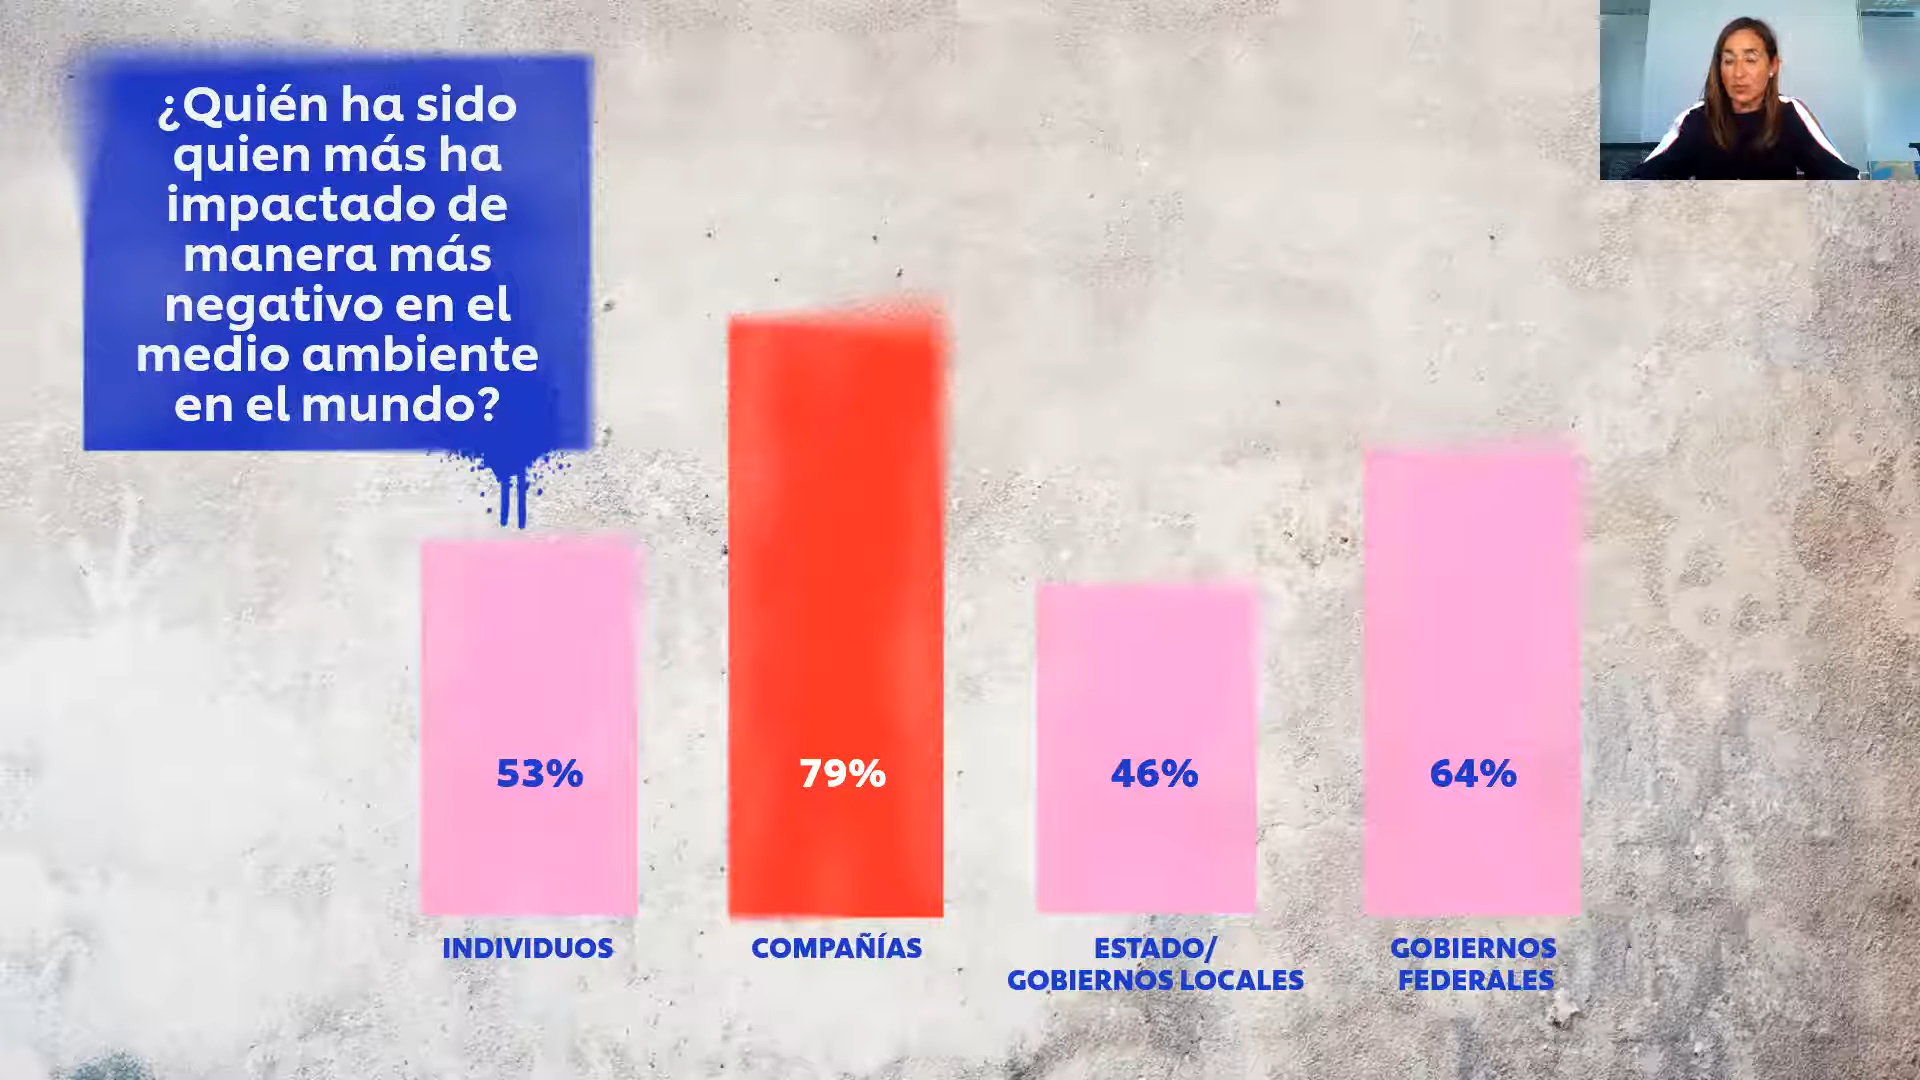 ¿Quién ha sido
quien más ha
impactado de
manera más
negativo en el
medio ambiente
en el mundo?
53%
79%
46%
64%
INDIVIDUOS
COMPAÑÍAS
ESTADO/
GOBIERNOS LOCALES
GOBIERNOS
FEDERALES